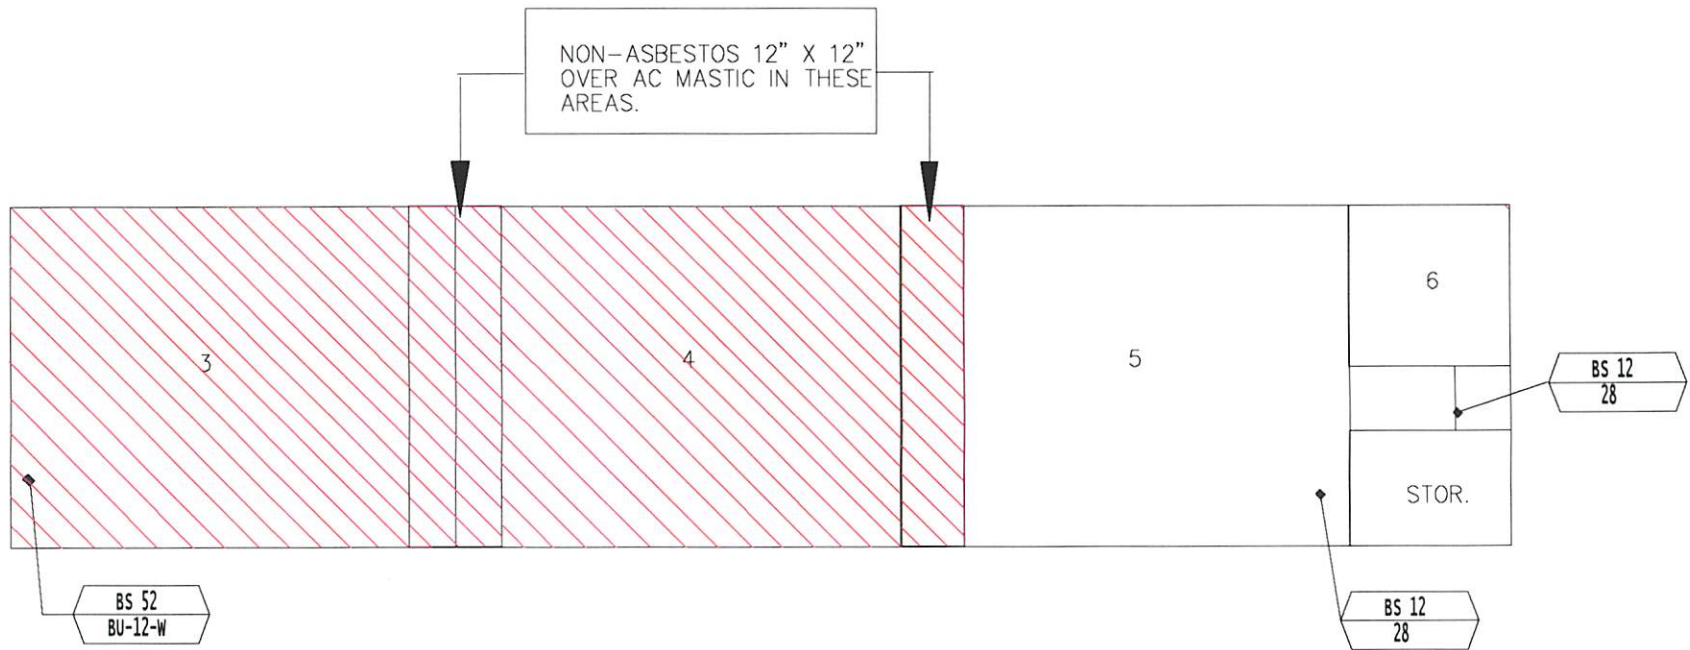 NON-ASBESTOS 12" X 12"
OVER AC MASTIC IN THESE
AREAS.
3
4
5
6
BS 12
28
STOR.
BS 52
BU-12-W
BS 12
28